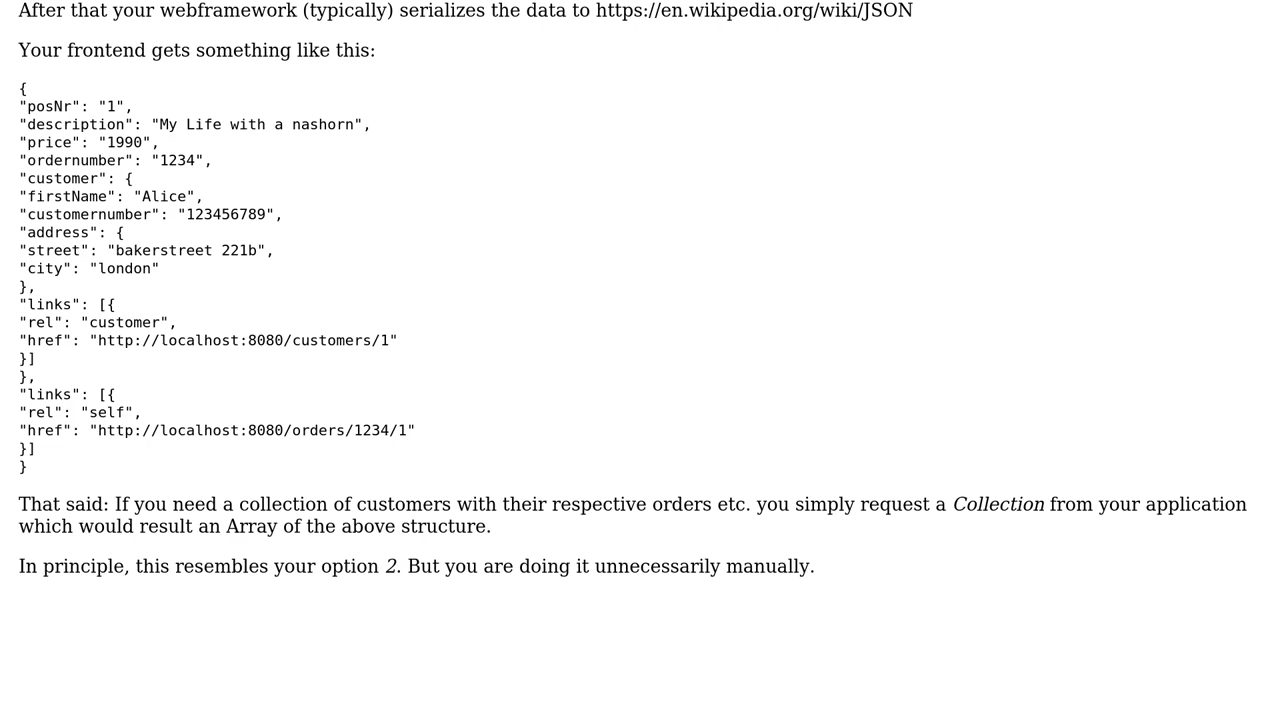 After that your webframework (typically) serializes the data to https://en.wikipedia.org/wiki/JSON
Your frontend gets something like this:
{
"posNr": "1",
"description": "My Life with a nashorn",
"price": "1990",
"ordernumber": "1234",
"customer": {
"firstName": "Alice",
"customernumber": "123456789",
"address": {
"street": "bakerstreet 221b",
"city": "london"
},
"links": [{
"rel": "customer",
"href": "http://localhost:8080/customers/1"
}]
},
"links": [{
"rel": "self",
"href": "http://localhost:8080/orders/1234/1"
}]
}
That said: If you need a collection of customers with their respective orders etc. you simply request a Collection from your application
which would result an Array of the above structure.
In principle, this resembles your option 2. But you are doing it unnecessarily manually.